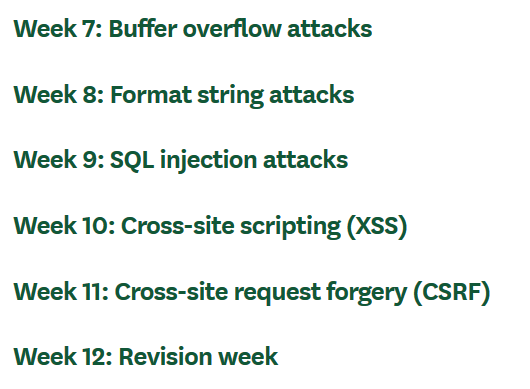 Week 7: Buffer overflow attacks
Week 8: Format string attacks
Week 9: SQL injection attacks
Week 10: Cross-site scripting (XSS)
Week 11: Cross-site request forgery (CSRF)
Week 12: Revision week